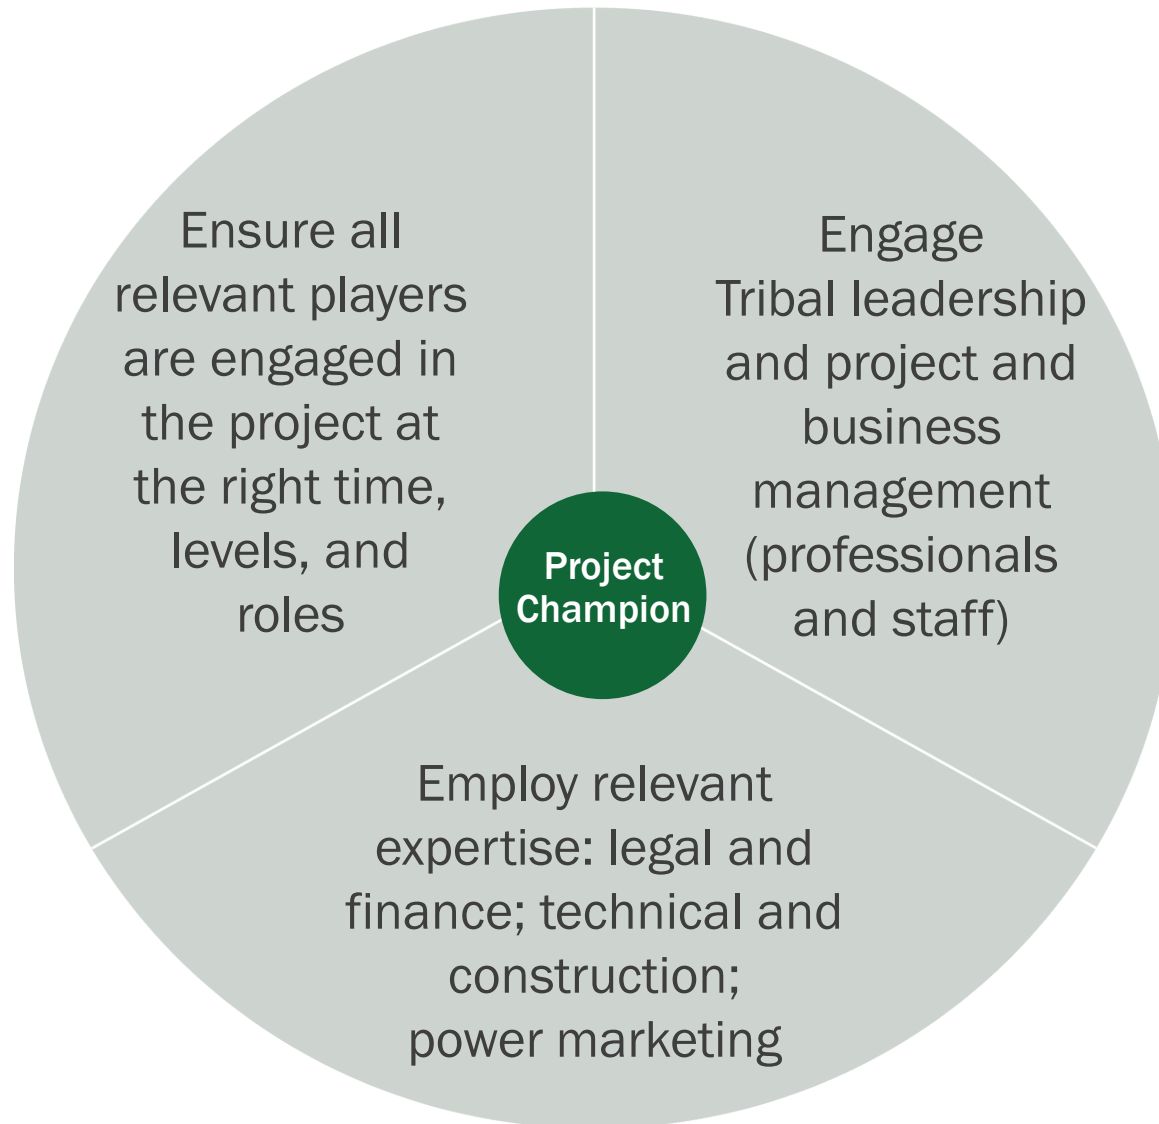 Ensure all
relevant players
are engaged in
the project at
the right time,
levels, and
roles
Engage
Tribal leadership
and project and
business
management
(professionals
and staff)
Project
Champion
Employ relevant
expertise: legal and
finance; technical and
construction;
power marketing